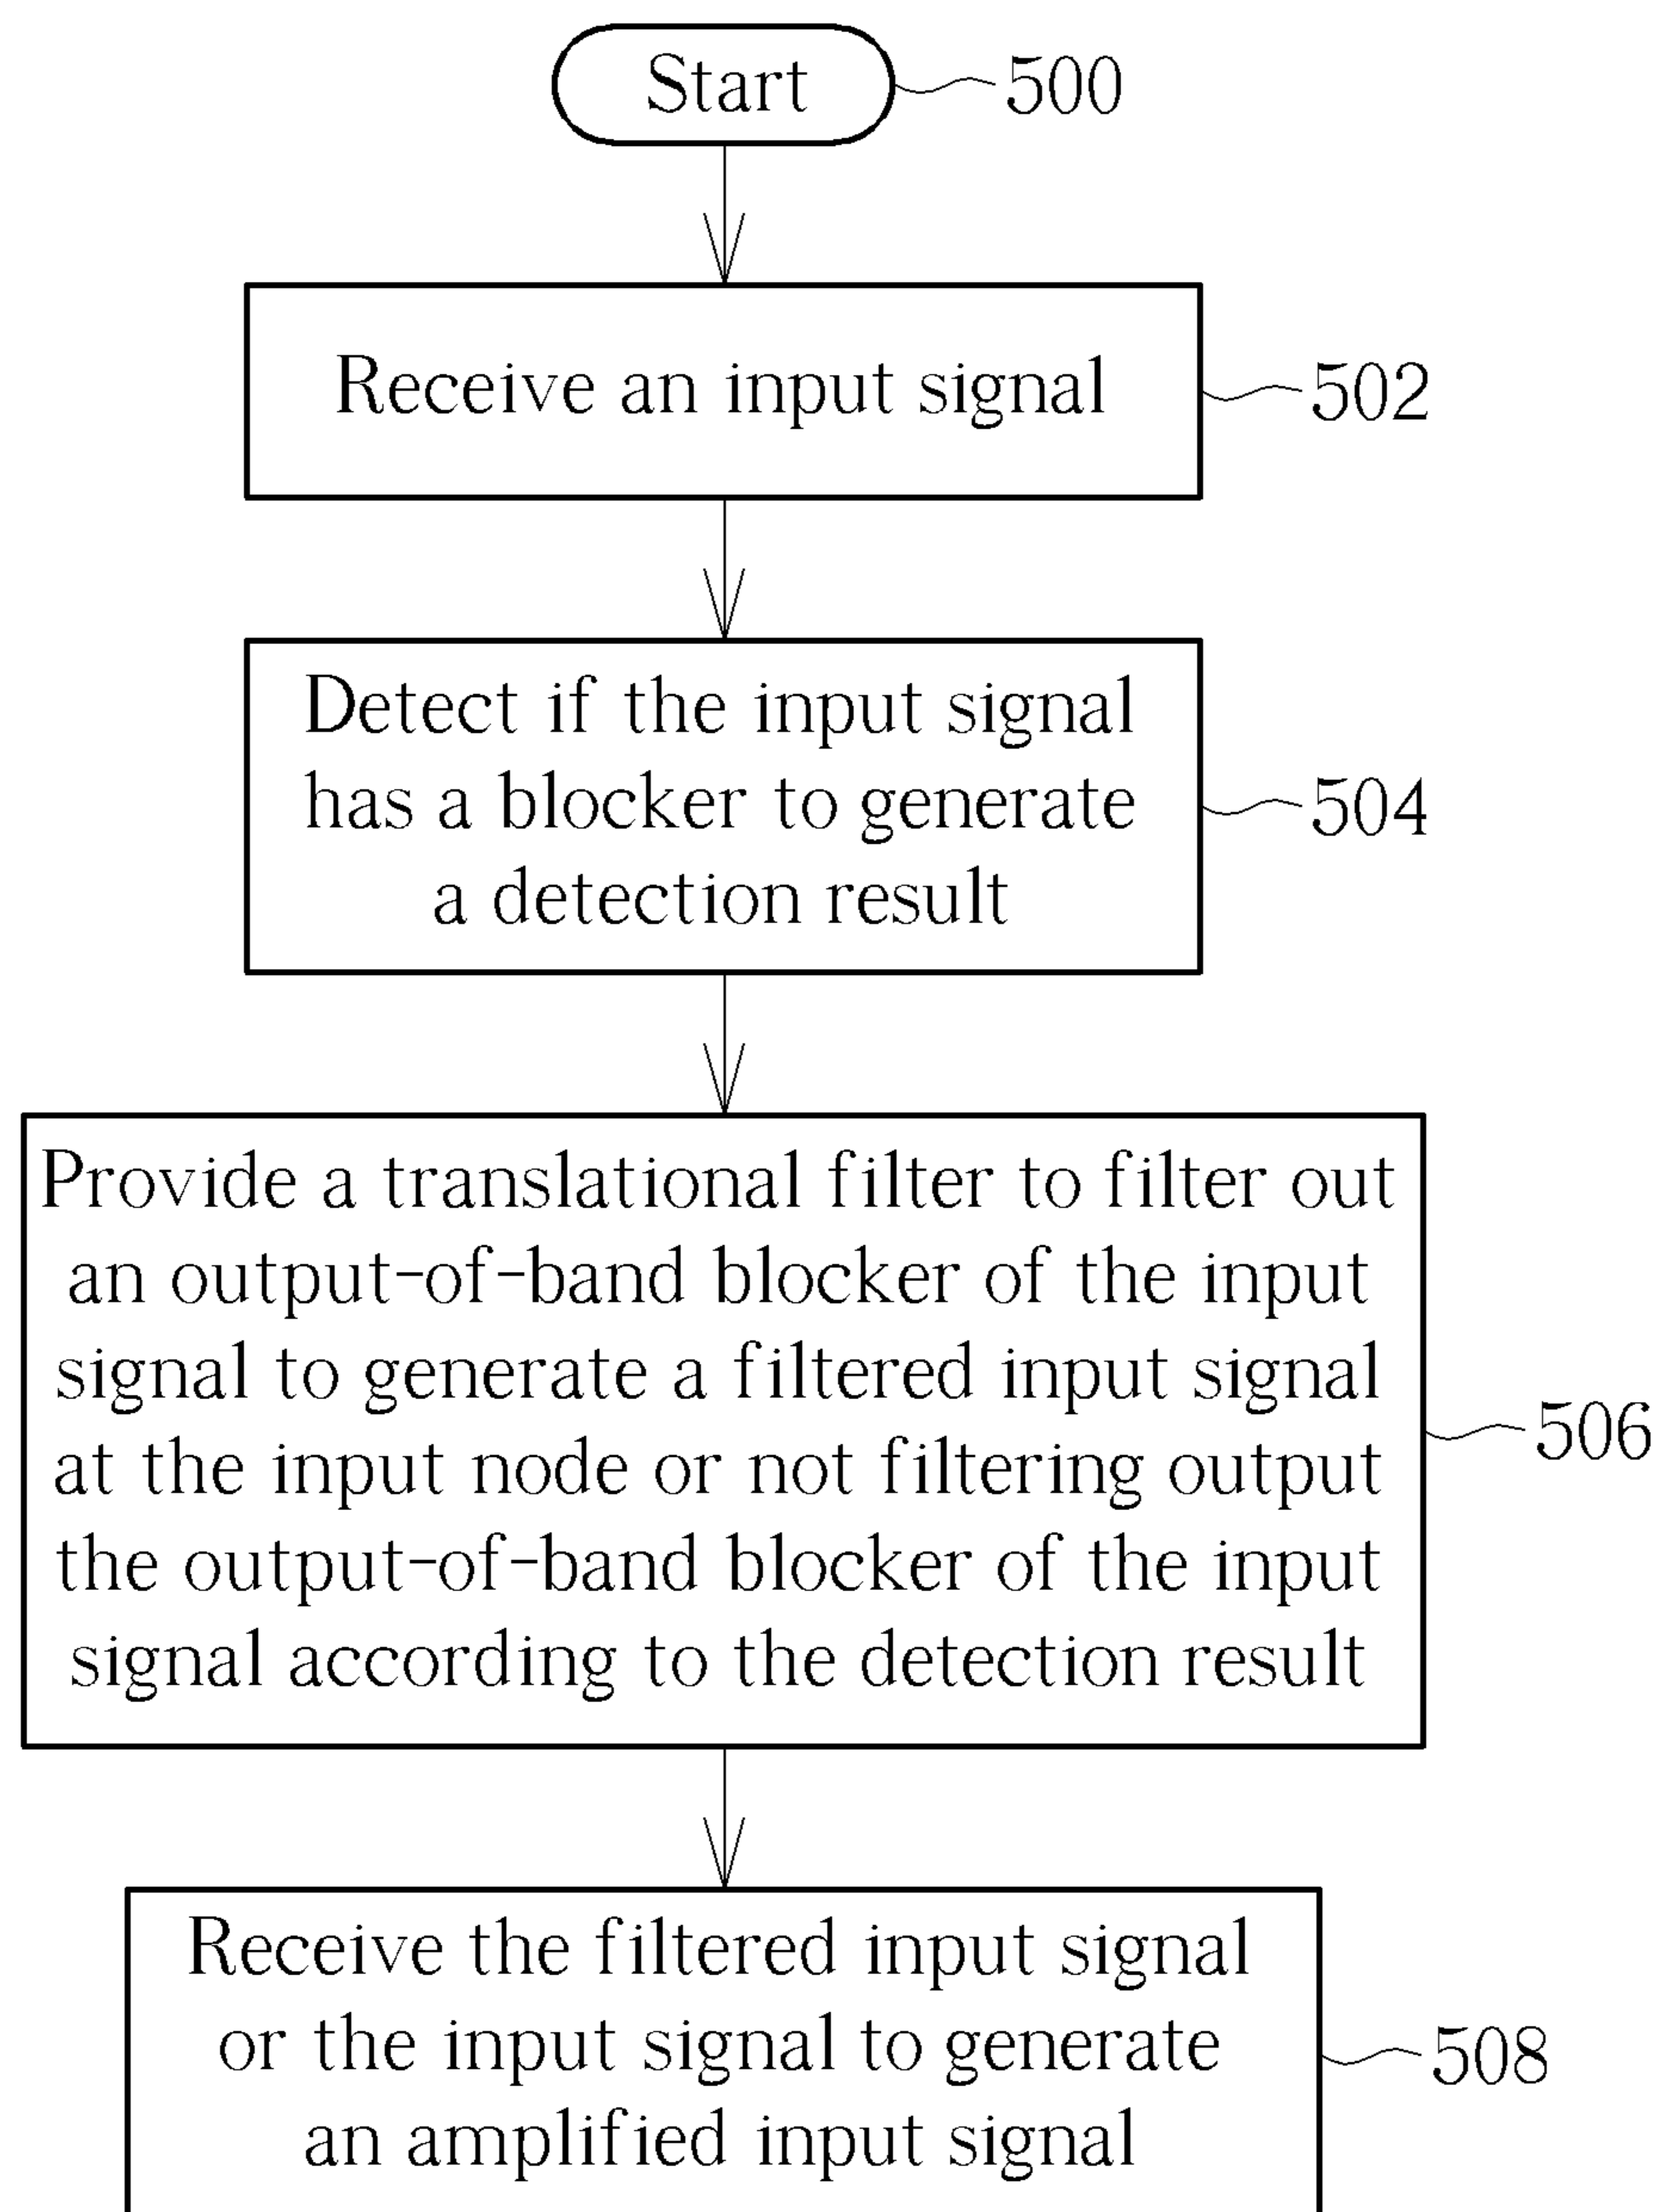 Start
500
Receive an input signal
502
Detect if the input signal
has a blocker to generate
a detection result
504
Provide a translational filter to filter out
an output-of-band blocker of the input
signal to generate a filtered input signal
at the input node or not filtering output
the output-of-band blocker of the input
signal according to the detection result
506
Receive the filtered input signal
or the input signal to generate
an amplified input signal
508